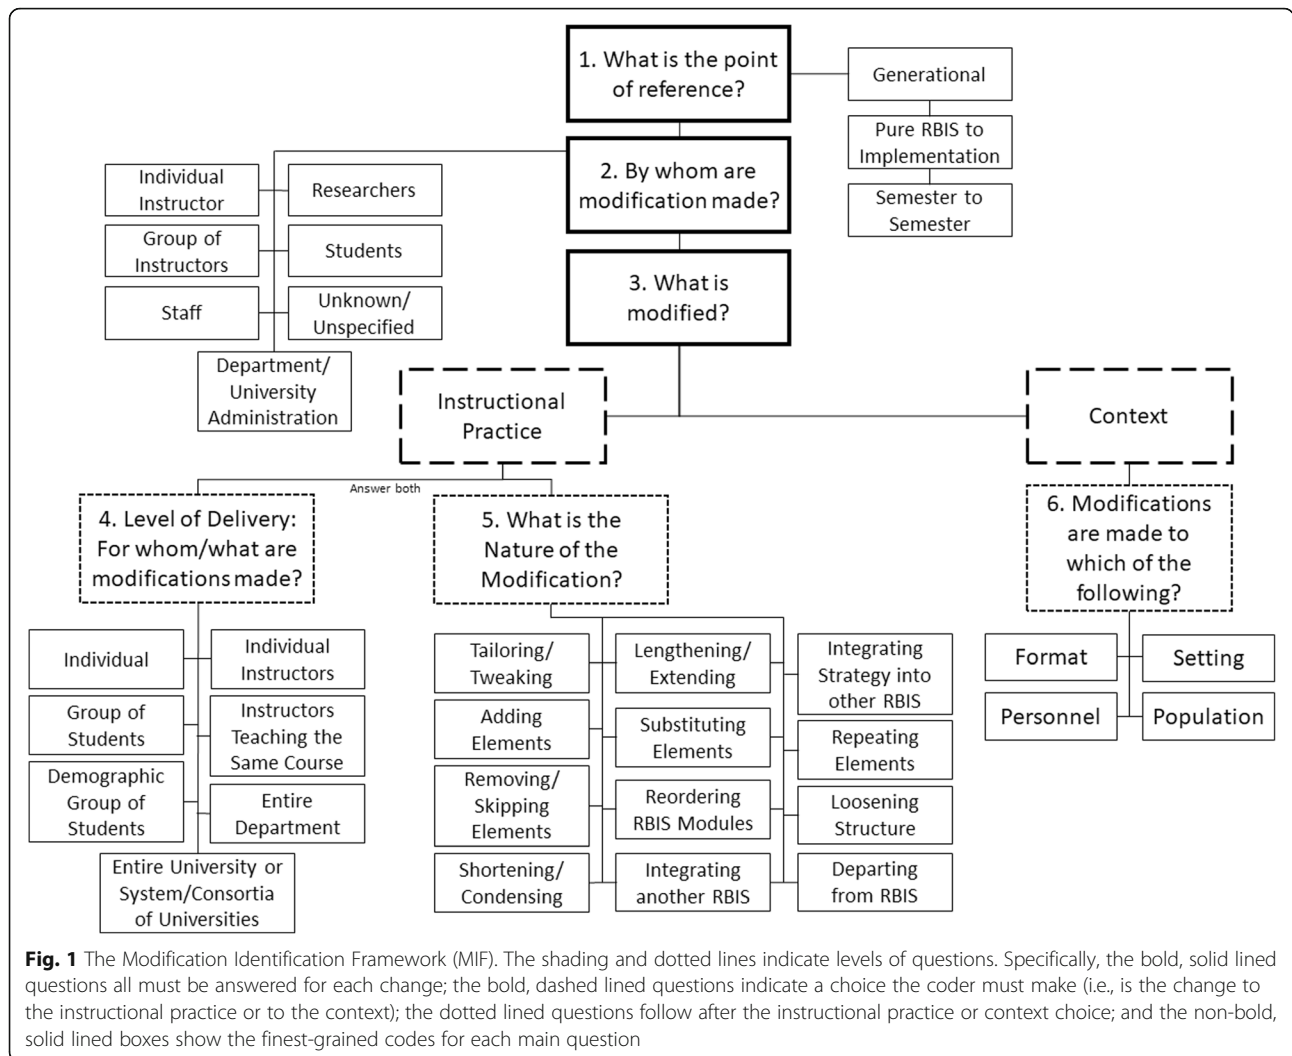 1. What is the point
of reference?
Generational
Pure RBIS to
Implementation
Semester to
Semester
2. By whom are
modification made?
Individual
Instructor
Researchers
Group of
Instructors
Students
Staff
Unknown/
Unspecified
Department/
University
Administration
3. What is
modified?
Instructional
Practice
Context
Answer both
4. Level of Delivery:
For whom/what are
modifications made?
Individual
Individual
Instructors
Group of
Students
Instructors
Teaching the
Same Course
Demographic
Group of
Students
Entire
Department
Entire University or
System/Consortia
of Universities
5. What is the
Nature of the
Modification?
Tailoring/
Tweaking
Lengthening/
Extending
Integrating
Strategy into
other RBIS
Adding
Elements
Substituting
Elements
Repeating
Elements
Removing/
Skipping
Elements
Reordering
RBIS Modules
Loosening
Structure
Shortening/
Condensing
Integrating
another RBIS
Departing
from RBIS
6. Modifications
are made to
which of the
following?
Format
Setting
Personnel
Population
Fig. 1 The Modification Identification Framework (MIF). The shading and dotted lines indicate levels of questions. Specifically, the bold, solid lined
questions all must be answered for each change; the bold, dashed lined questions indicate a choice the coder must make (i.e., is the change to
the instructional practice or to the context); the dotted lined questions follow after the instructional practice or context choice; and the non-bold,
solid lined boxes show the finest-grained codes for each main question